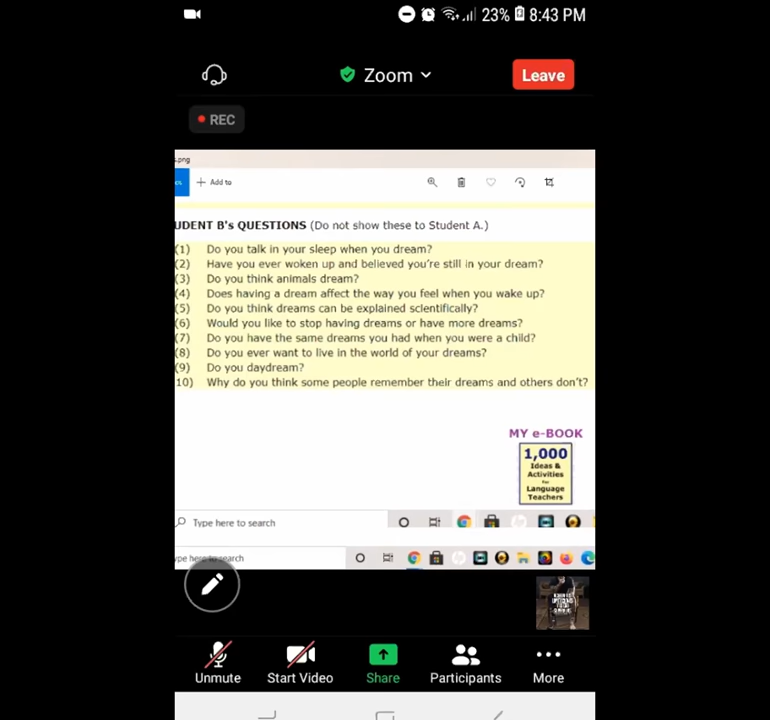 23% 8:43 PM
Zoom
Leave
REC
s.png
Add to
UDENT B's QUESTIONS (Do not show these to Student A.)
(1) Do you talk in your sleep when you dream?
(2) Have you ever woken up and believed you're still in your dream?
(3) Do you think animals dream?
(4) Does having a dream affect the way you feel when you wake up?
(5) Do you think dreams can be explained scientifically?
(6) Would you like to stop having dreams or have more dreams?
(7) Do you have the same dreams you had when you were a child?
(8) Do you ever want to live in the world of your dreams?
(9) Do you daydream?
10) Why do you think some people remember their dreams and others don't?
MY e-BOOK
1,000
Ideas &
Activities
For
Language
Teachers
Type here to search
ype here to search
Unmute
Start Video
Share
Participants
More